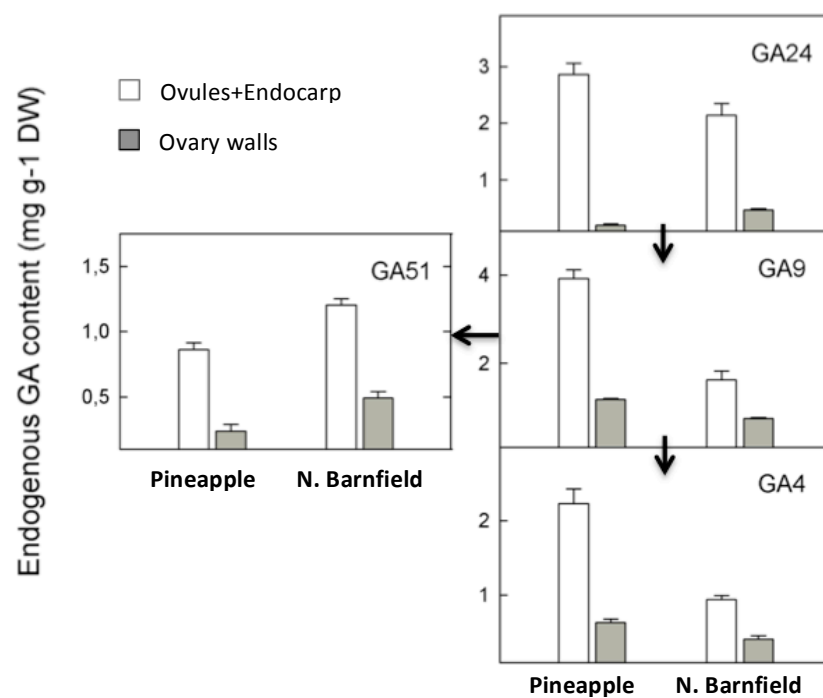 Endogenous GA content (mg g-1 DW)
Ovules+Endocarp
Ovary walls
GA24
3
2
1
GA51
1,5
1,0
0,5
Pineapple N. Barnfield
GA9
4
2
GA4
2
1
Pineapple N. Barnfield